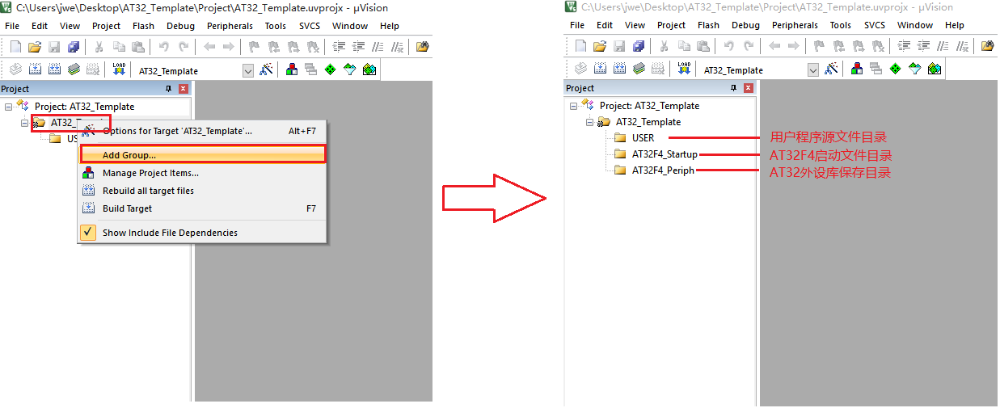 C:\Users\jwe\Desktop\AT32_Template\Project\AT32_Template.uvprojx - µVision
File Edit View Project Flash Debug Peripherals Tools SVCS Window Help
LOAD AT32_Template
Project
Project: AT32_Template
AT32_
Options for Target 'AT32_Template'... Alt+F7
US
Add Group...
Manage Project Items...
Rebuild all target files
Build Target F7
Show Include File Dependencies
C:\Users\jwe\Desktop\AT32_Template\Project\AT32_Template.uvprojx - µVision
File Edit View Project Flash Debug Peripherals Tools SVCS Window Help
LOAD AT32_Template
Project
Project: AT32_Template
AT32_Template
USER 用户程序源文件目录
AT32F4_Startup AT32F4启动文件目录
AT32F4_Periph AT32外设库保存目录